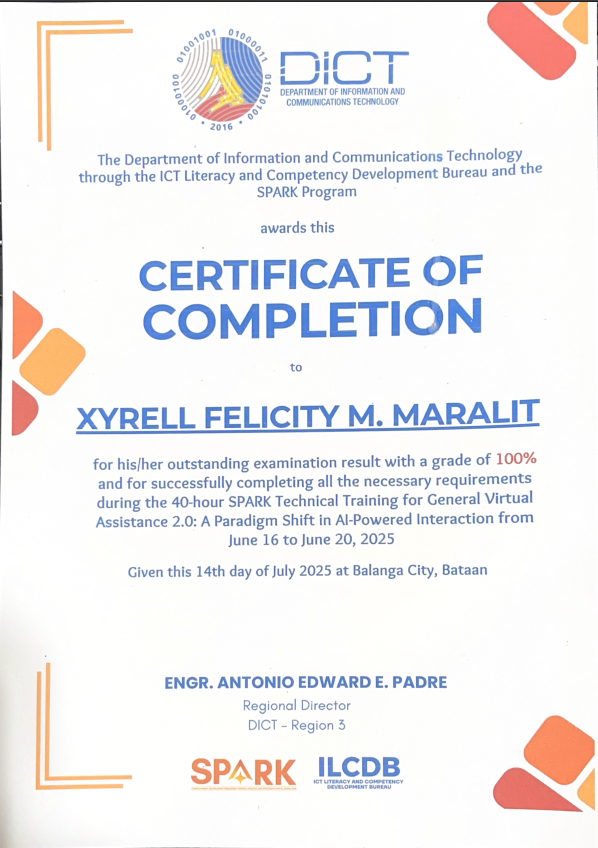 01001001 01000011 01010100 01000100
2016
DICT
DEPARTMENT OF INFORMATION AND
COMMUNICATIONS TECHNOLOGY
The Department of Information and Communications Technology
through the ICT Literacy and Competency Development Bureau and the
SPARK Program
awards this
CERTIFICATE OF
COMPLETION
to
XYRELL FELICITY M. MARALIT
for his/her outstanding examination result with a grade of 100%
and for successfully completing all the necessary requirements
during the 40-hour SPARK Technical Training for General Virtual
Assistance 2.0: A Paradigm Shift in AI-Powered Interaction from
June 16 to June 20, 2025
Given this 14th day of July 2025 at Balanga City, Bataan
ENGR. ANTONIO EDWARD E. PADRE
Regional Director
DICT - Region 3
SPARK
ILCDB
ICT LITERACY AND COMPETENCY
DEVELOPMENT BUREAU